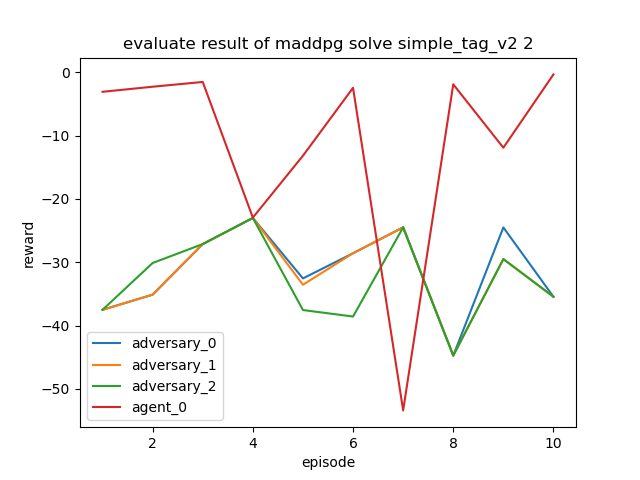 evaluate result of maddpg solve simple_tag_v2 2
0
−10
−20
−30
−40
−50
reward
adversary_0
adversary_1
adversary_2
agent_0
2
4
6
8
10
episode